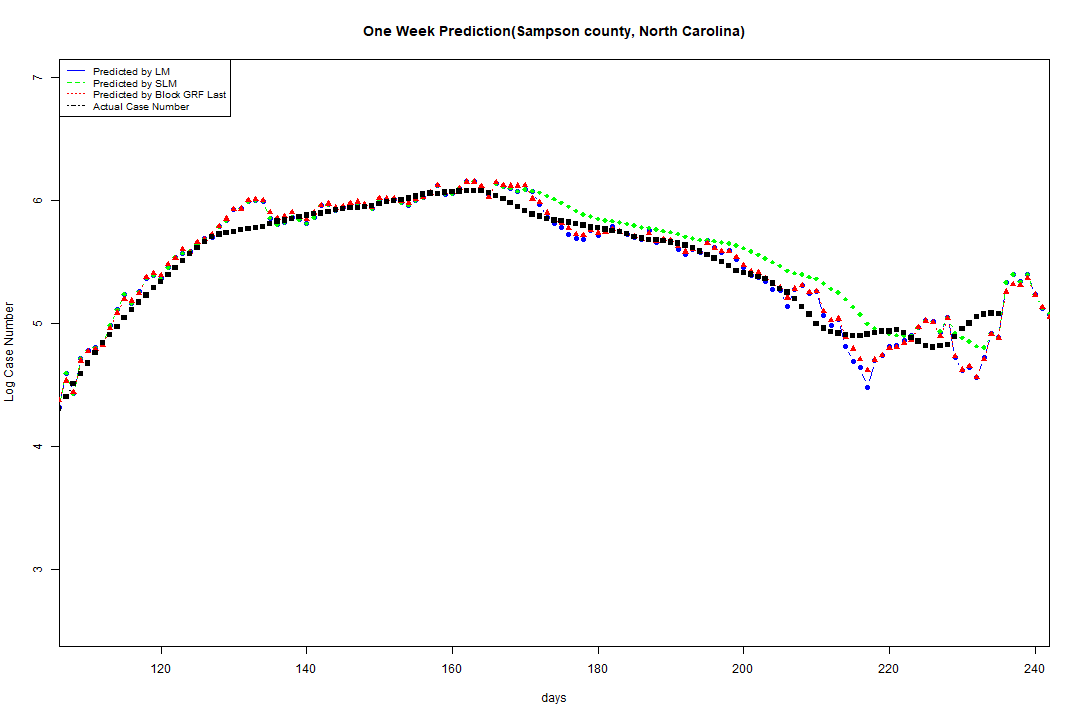 One Week Prediction(Sampson county, North Carolina)
Predicted by LM
Predicted by SLM
Predicted by Block GRF Last
Actual Case Number
7
6
5
4
3
Log Case Number
120 140 160 180 200 220 240
days